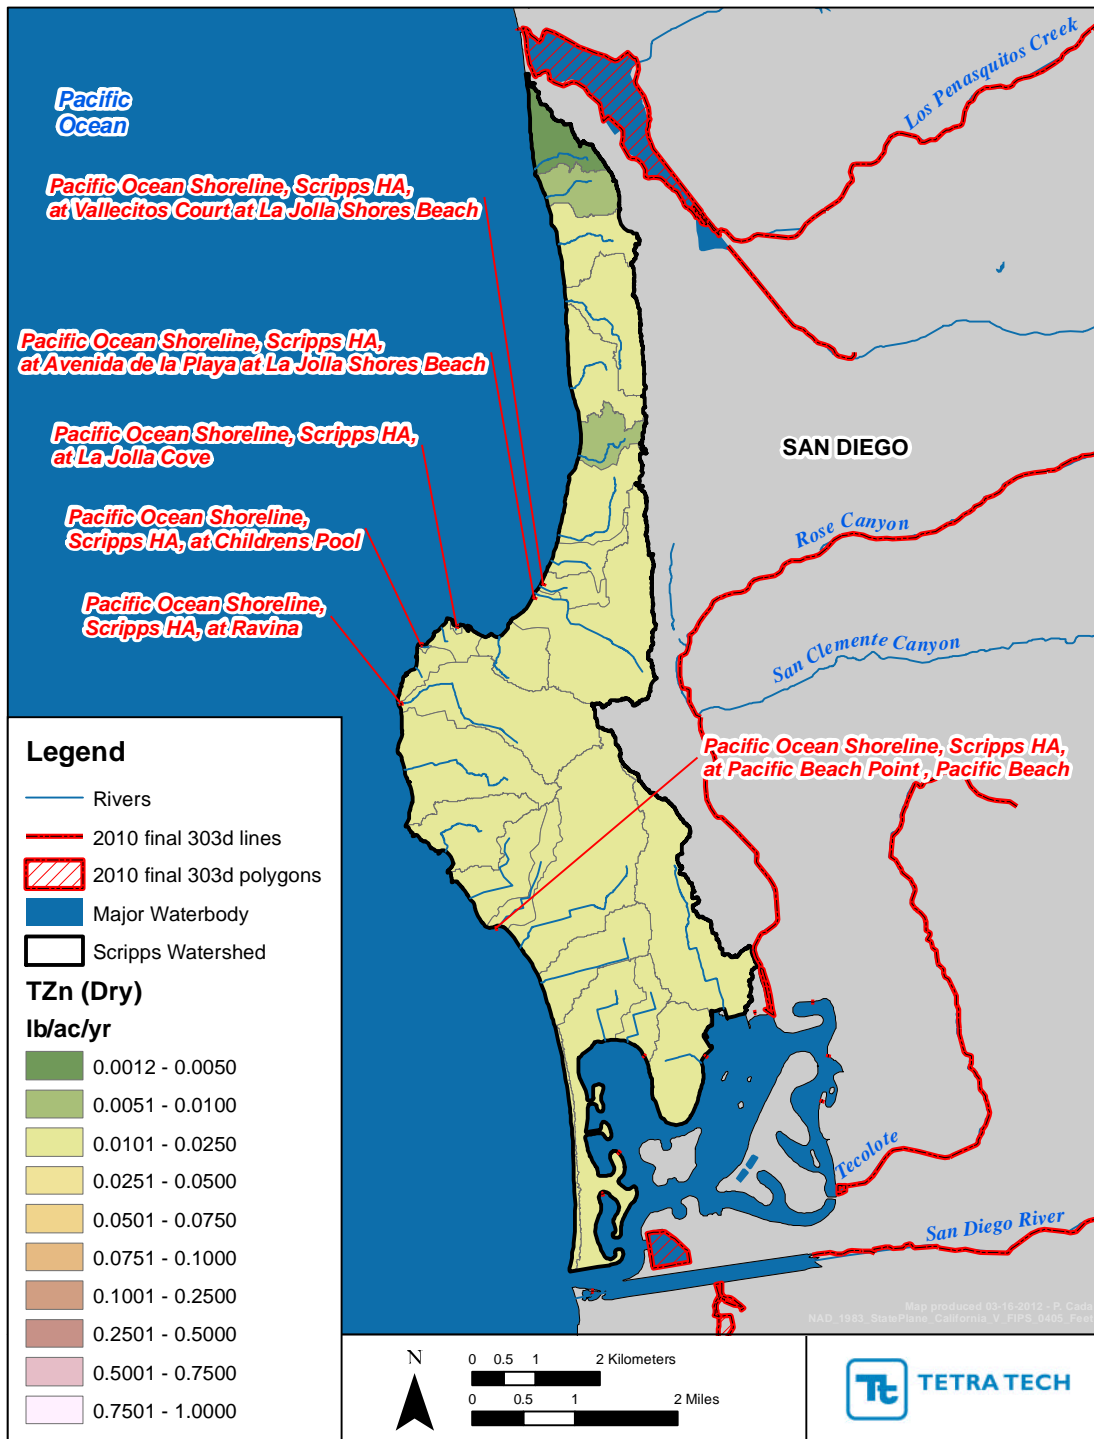 Pacific
Ocean
Los Penasquitos Creek
Pacific Ocean Shoreline, Scripps HA,
at Vallecitos Court at La Jolla Shores Beach
Pacific Ocean Shoreline, Scripps HA,
at Avenida de la Playa at La Jolla Shores Beach
Pacific Ocean Shoreline, Scripps HA,
at La Jolla Cove
SAN DIEGO
Pacific Ocean Shoreline,
Scripps HA, at Childrens Pool
Rose Canyon
Pacific Ocean Shoreline,
Scripps HA, at Ravina
San Clemente Canyon
Pacific Ocean Shoreline, Scripps HA,
at Pacific Beach Point , Pacific Beach
Tecolote
San Diego River
Legend
Rivers
2010 final 303d lines
2010 final 303d polygons
Major Waterbody
Scripps Watershed
TZn (Dry)
lb/ac/yr
0.0012 - 0.0050
0.0051 - 0.0100
0.0101 - 0.0250
0.0251 - 0.0500
0.0501 - 0.0750
0.0751 - 0.1000
0.1001 - 0.2500
0.2501 - 0.5000
0.5001 - 0.7500
0.7501 - 1.0000
Map produced 03-16-2012 - P. Cada
NAD_1983_StatePlane_California_V_FIPS_0405_Feet
N
0 0.5 1 2 Kilometers
0 0.5 1 2 Miles
Tt
TETRA TECH